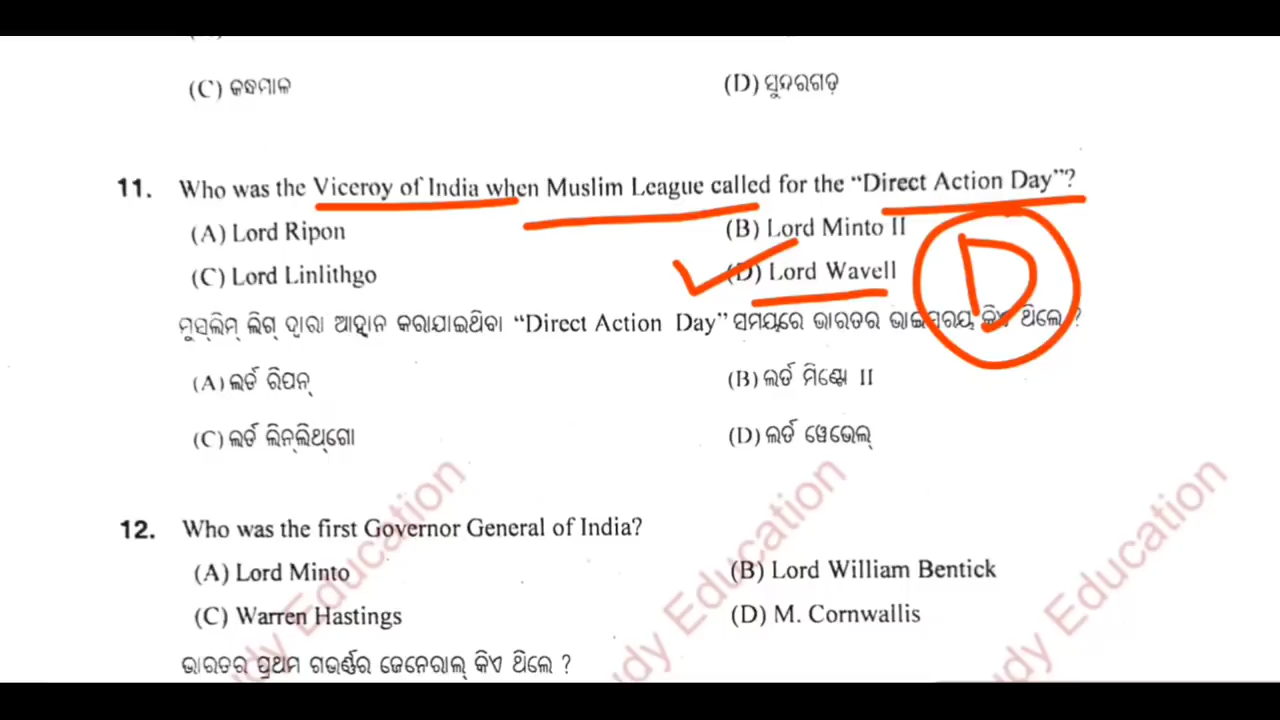 (C) କନ୍ଧମାଳ
(D) ସୁନ୍ଦରଗଡ଼
11. Who was the Viceroy of India when Muslim League called for the “Direct Action Day”?
(A) Lord Ripon
(B) Lord Minto II
(C) Lord Linlithgo
(D) Lord Wavell
D
ମୁସ୍‌ଲିମ୍ ଲିଗ୍ ଦ୍ୱାରା ଆହ୍ୱାନ କରାଯାଇଥିବା “Direct Action Day” ସମୟରେ ଭାରତର ଭାଇସରୟ କିଏ ଥିଲେ ?
(A) ଲର୍ଡ ରିପନ୍
(B) ଲର୍ଡ ମିଣ୍ଟୋ II
(C) ଲର୍ଡ ଲିନ୍‌ଲିଥ୍‌ଗୋ
(D) ଲର୍ଡ ୱେଭେଲ୍
12. Who was the first Governor General of India?
(A) Lord Minto
(B) Lord William Bentick
(C) Warren Hastings
(D) M. Cornwallis
ଭାରତର ପ୍ରଥମ ଗଭର୍ଣ୍ଣର ଜେନେରାଲ୍ କିଏ ଥିଲେ ?
Education
Education
Education